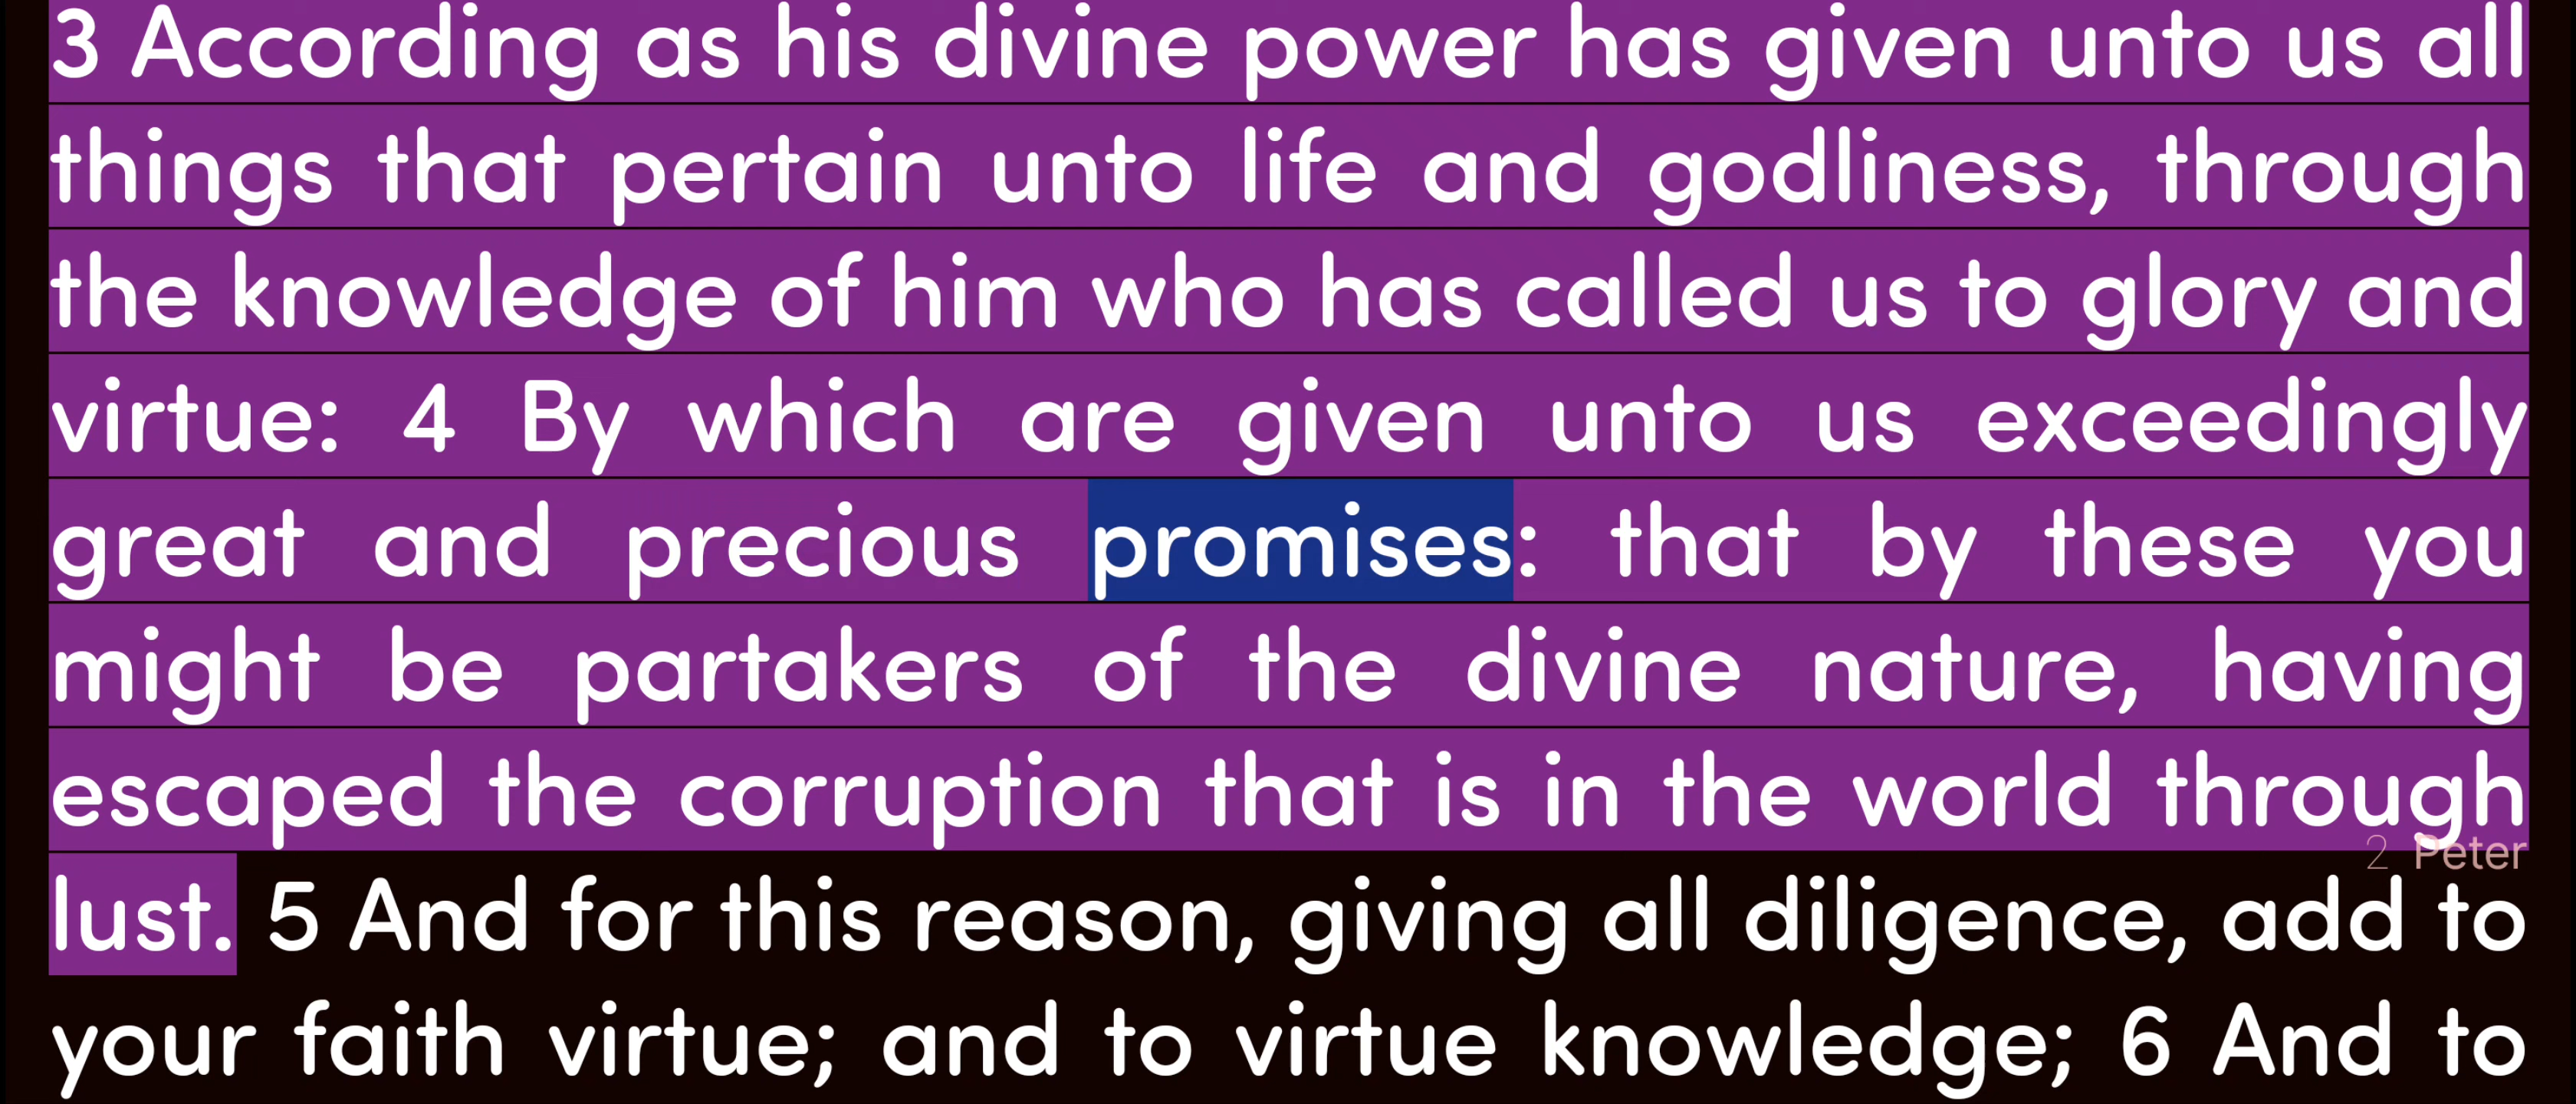 3 According as his divine power has given unto us all
things that pertain unto life and godliness, through
the knowledge of him who has called us to glory and
virtue: 4 By which are given unto us exceedingly
great and precious promises: that by these you
might be partakers of the divine nature, having
escaped the corruption that is in the world through
2 Peter
lust. 5 And for this reason, giving all diligence, add to
your faith virtue; and to virtue knowledge; 6 And to